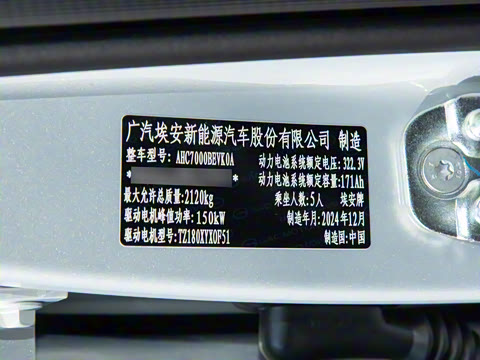 广汽埃安新能源汽车股份有限公司 制造
整车型号: AHC7000BEVK0A 动力电池系统额定电压: 322.3V
* * 动力电池系统额定容量: 171Ah
最大允许总质量: 2120kg 乘坐人数: 5人 埃安牌
驱动电机峰值功率: 150kW 制造年月: 2024年12月
驱动电机型号: TZ180XYX0F51 制造国: 中国